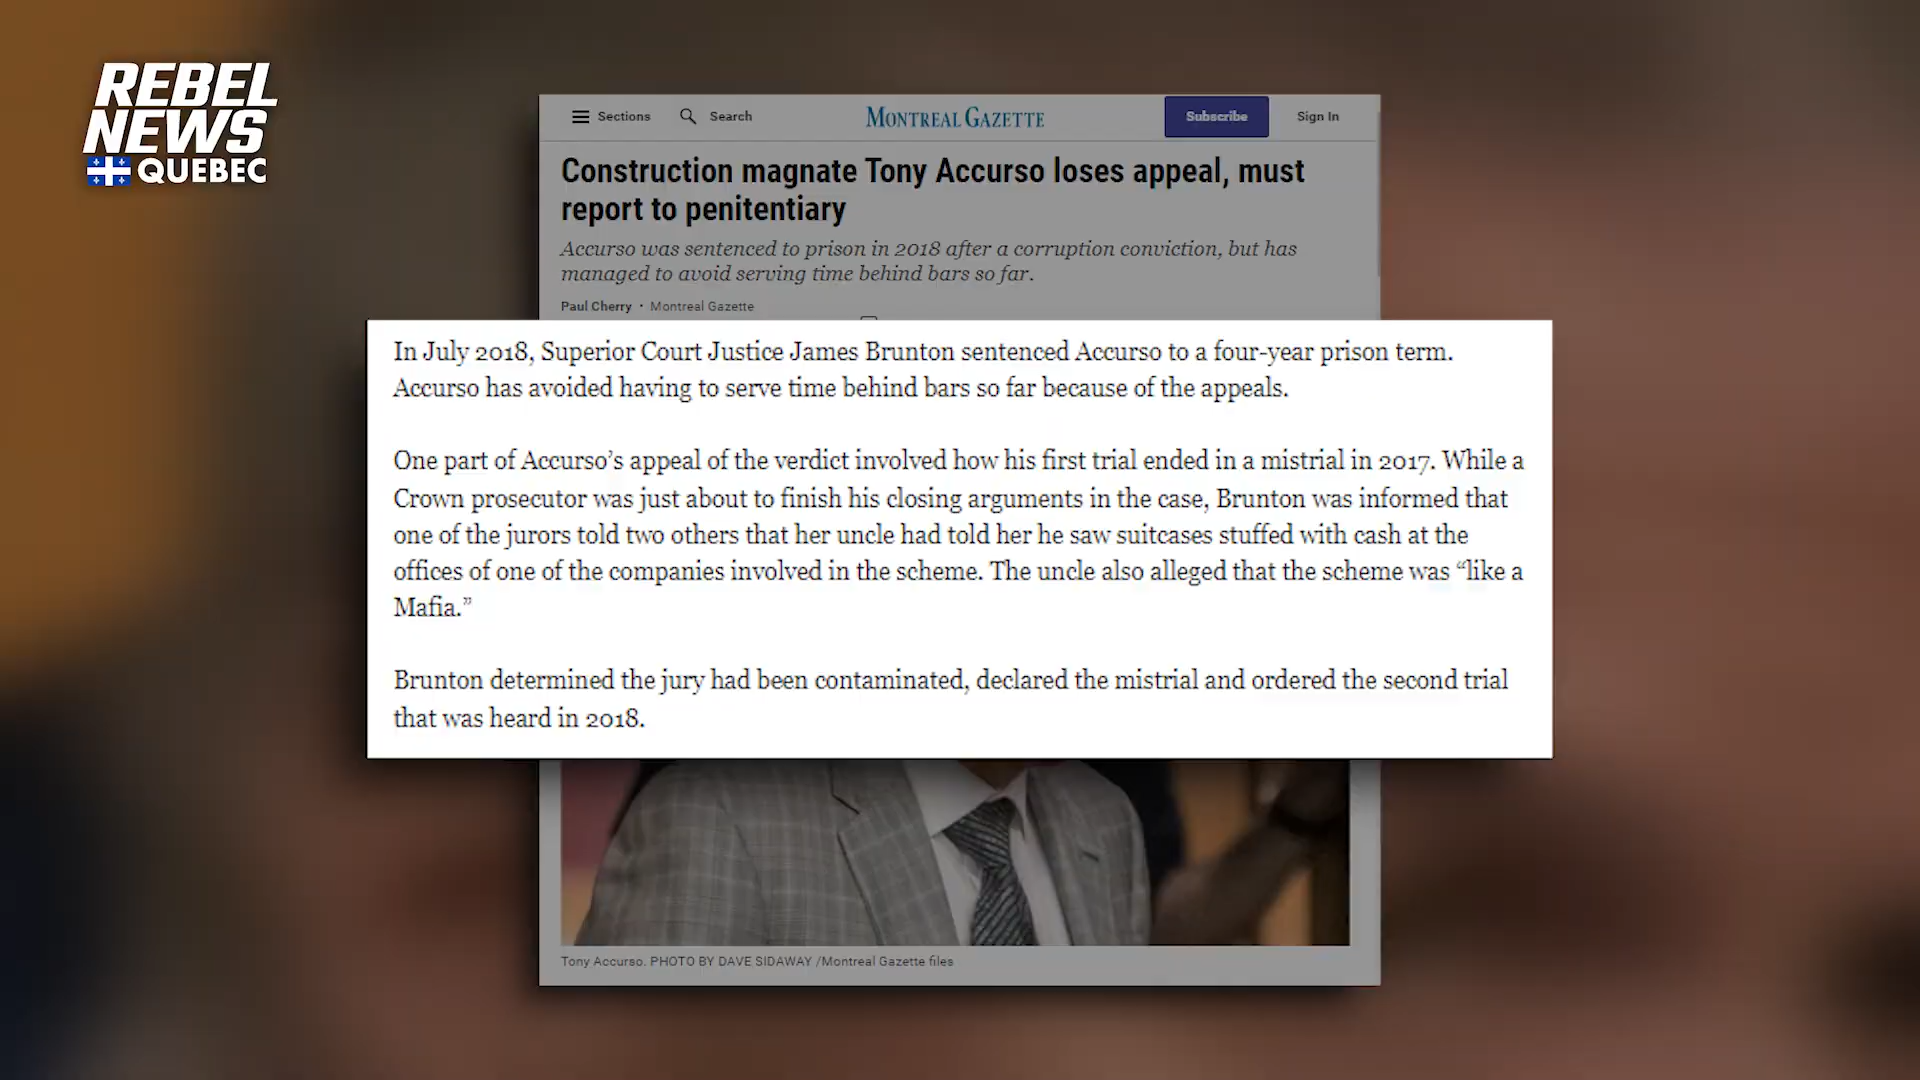 REBEL
NEWS
QUEBEC
Sections
Search
MONTREAL GAZETTE
Subscribe
Sign In
Construction magnate Tony Accurso loses appeal, must
report to penitentiary
Accurso was sentenced to prison in 2018 after a corruption conviction, but has
managed to avoid serving time behind bars so far.
Paul Cherry • Montreal Gazette
In July 2018, Superior Court Justice James Brunton sentenced Accurso to a four-year prison term.
Accurso has avoided having to serve time behind bars so far because of the appeals.
One part of Accurso’s appeal of the verdict involved how his first trial ended in a mistrial in 2017. While a
Crown prosecutor was just about to finish his closing arguments in the case, Brunton was informed that
one of the jurors told two others that her uncle had told her he saw suitcases stuffed with cash at the
offices of one of the companies involved in the scheme. The uncle also alleged that the scheme was “like a
Mafia.”
Brunton determined the jury had been contaminated, declared the mistrial and ordered the second trial
that was heard in 2018.
Tony Accurso. PHOTO BY DAVE SIDAWAY /Montreal Gazette files